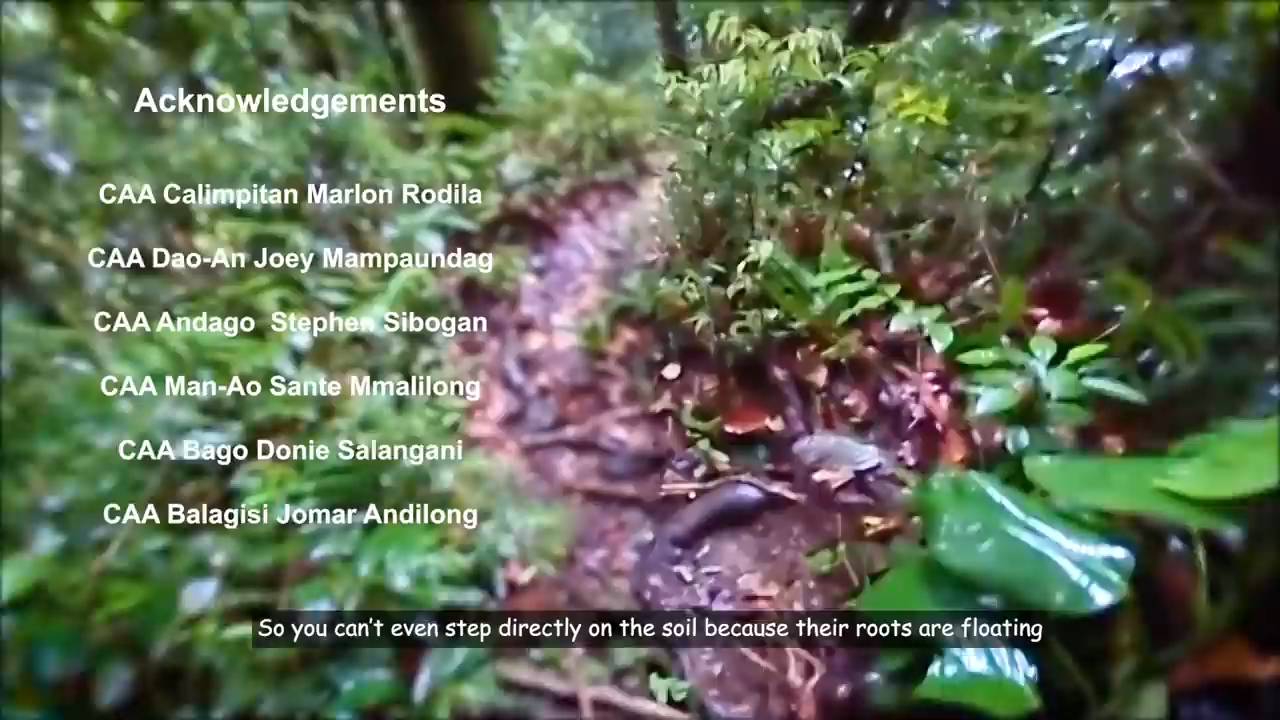 Acknowledgements
CAA Calimpitan Marlon Rodila
CAA Dao-An Joey Mampaundag
CAA Andago  Stephen Sibogan
CAA Man-Ao Sante Mmalilong
CAA Bago Donie Salangani
CAA Balagisi Jomar Andilong
So you can't even step directly on the soil because their roots are floating